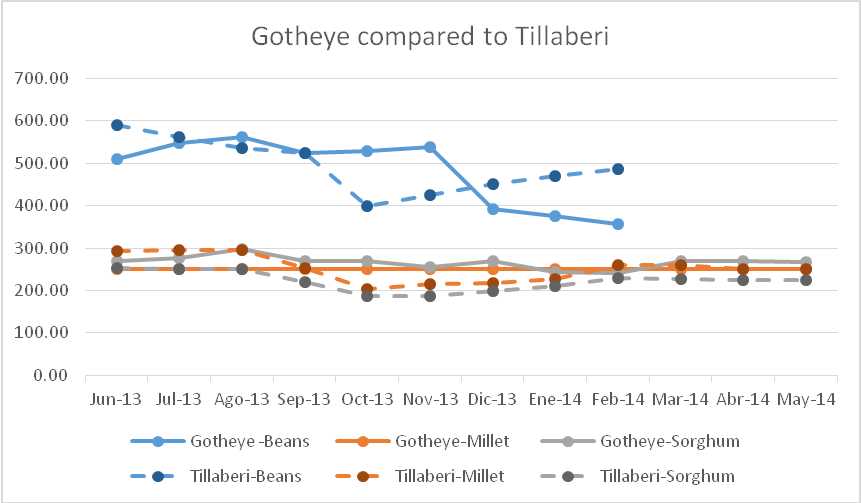 Gotheye compared to Tillaberi
700.00
600.00
500.00
400.00
300.00
200.00
100.00
0.00
Jun-13 Jul-13 Ago-13 Sep-13 Oct-13 Nov-13 Dic-13 Ene-14 Feb-14 Mar-14 Abr-14 May-14
Gotheye -Beans Gotheye-Millet Gotheye-Sorghum
Tillaberi-Beans Tillaberi-Millet Tillaberi-Sorghum